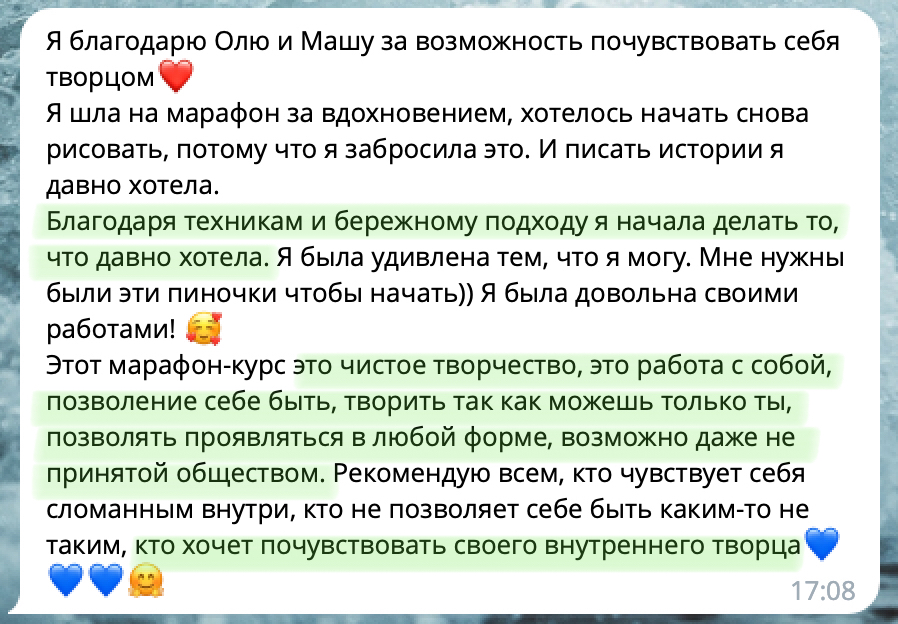 Я благодарю Олю и Машу за возможность почувствовать себя
творцом❤️
Я шла на марафон за вдохновением, хотелось начать снова
рисовать, потому что я забросила это. И писать истории я
давно хотела.
Благодаря техникам и бережному подходу я начала делать то,
что давно хотела. Я была удивлена тем, что я могу. Мне нужны
были эти пиночки чтобы начать)) Я была довольна своими
работами! 🥰
Этот марафон-курс это чистое творчество, это работа с собой,
позволение себе быть, творить так как можешь только ты,
позволять проявляться в любой форме, возможно даже не
принятой обществом. Рекомендую всем, кто чувствует себя
сломанным внутри, кто не позволяет себе быть каким-то не
таким, кто хочет почувствовать своего внутреннего творца💙
💙💙🤗
17:08